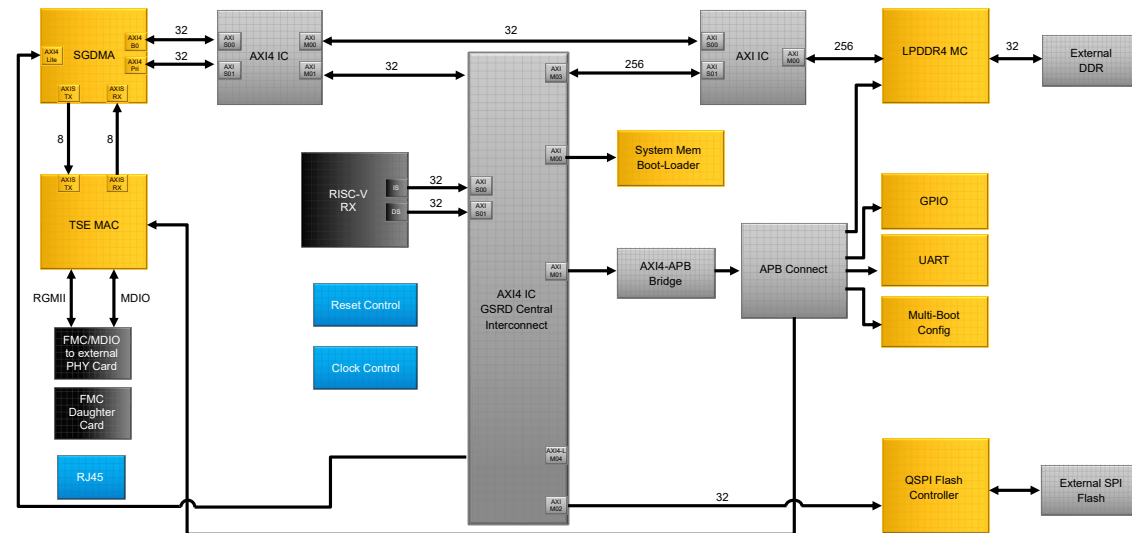 SGDMA
AXI4
Lite
AXI4
B0
AXI4
Pri
AXIS
TX
AXIS
RX
32
32
AXI4 IC
AXI
S00
AXI
S01
AXI
M00
AXI
M01
32
32
AXI IC
AXI
S00
AXI
S01
AXI
M00
256
256
LPDDR4 MC
32
External
DDR
8
8
AXIS
TX
AXIS
RX
TSE MAC
RGMII
MDIO
FMC/MDIO
to external
PHY Card
FMC
Daughter
Card
RJ45
RISC-V
RX
IS
DS
32
32
Reset Control
Clock Control
AXI
M03
AXI
M00
AXI
S00
AXI
S01
AXI
M01
AXI4 IC
GSRD Central
Interconnect
AXI4-L
M04
AXI
M02
System Mem
Boot-Loader
AXI4-APB
Bridge
APB Connect
GPIO
UART
Multi-Boot
Config
32
QSPI Flash
Controller
External SPI
Flash